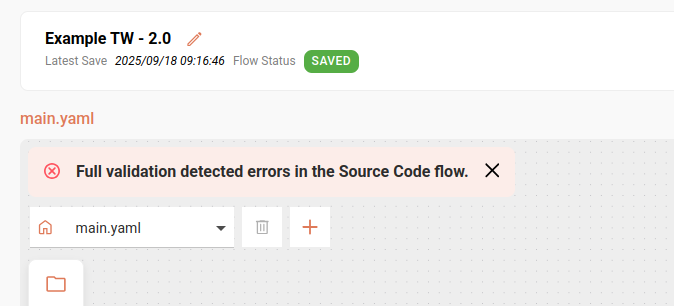 Example TW - 2.0
Latest Save 2025/09/18 09:16:46 Flow Status SAVED
main.yaml
Full validation detected errors in the Source Code flow.
main.yaml